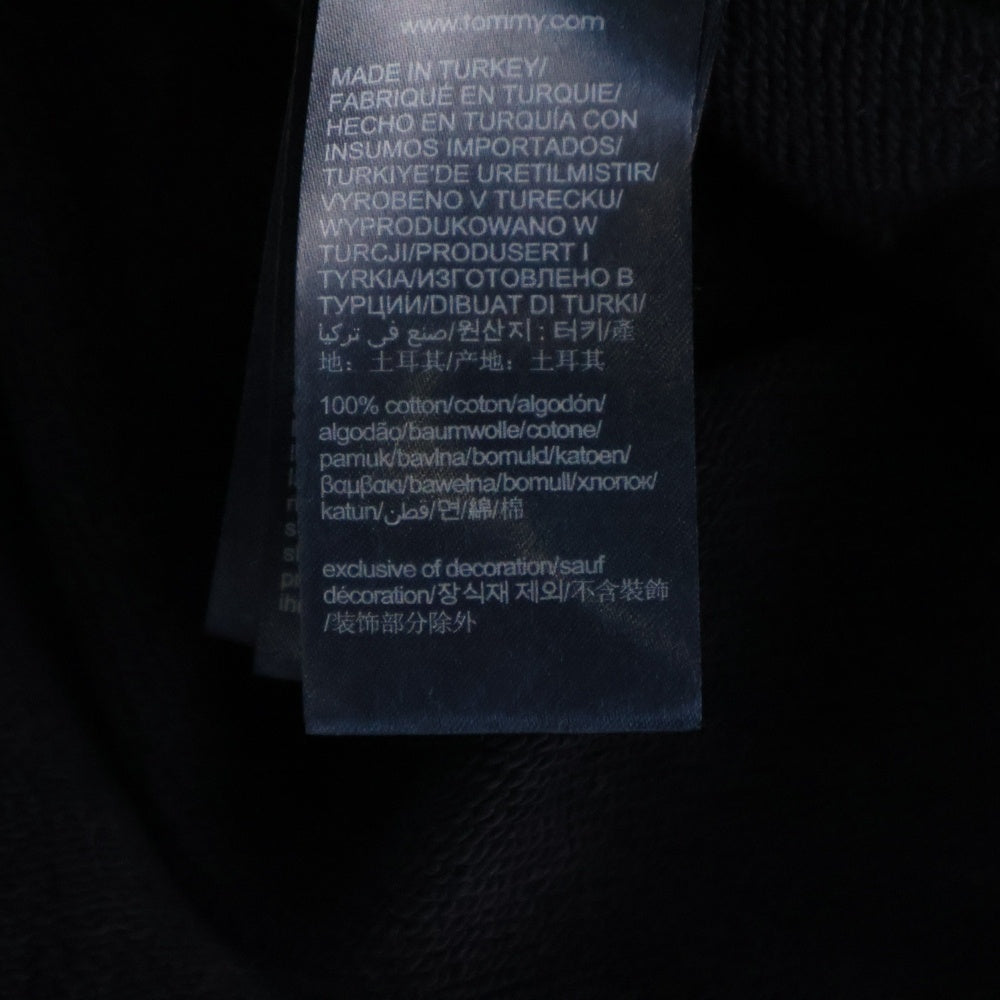 www.tommy.com
MADE IN TURKEY/
FABRIQUÉ EN TURQUIE/
HECHO EN TURQUÍA CON
INSUMOS IMPORTADOS/
TURKIYE'DE URETILMISTIR/
VYROBENO V TURECKU/
WYPRODUKOWANO W
TURCJI/PRODUSERT I
TYRKIA/ИЗГОТОВЛЕНО В
ТУРЦИИ/DIBUAT DI TURKI/
صنع في تركيا/원산지 : 터키/產
地：土耳其/产地：土耳其
100% cotton/coton/algodón/
algodão/baumwolle/cotone/
pamuk/bavlna/bomuld/katoen/
βαμβακι/bawełna/bomull/хлопок/
katun/قطن/면/綿/棉
exclusive of decoration/sauf
décoration/장식재 제외/不含裝飾
/装饰部分除外